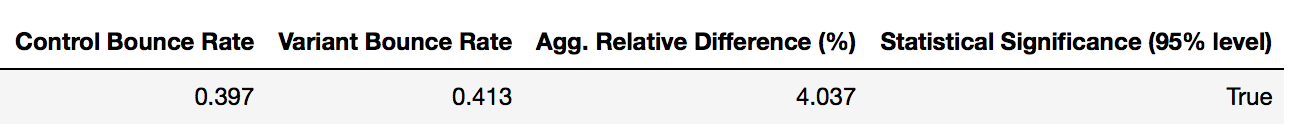 Control Bounce Rate Variant Bounce Rate Agg. Relative Difference (%) Statistical Significance (95% level)
0.397 0.413 4.037 True